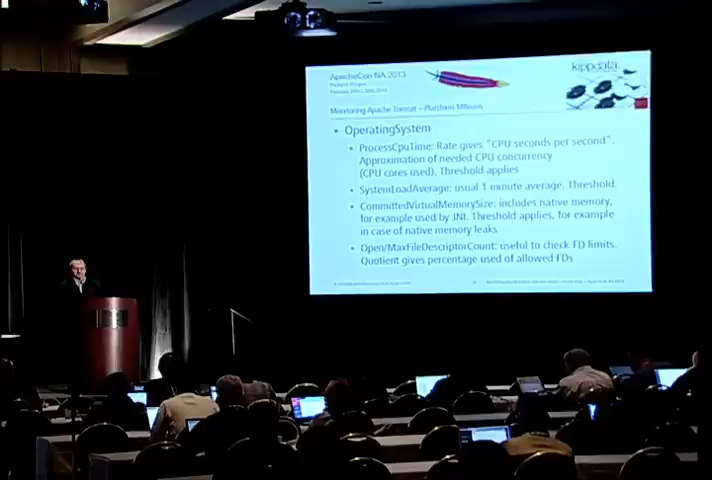 ApacheCon NA 2013
kippdata
Monitoring Apache Tomcat – Platform MBeans
• OperatingSystem
• ProcessCpuTime: Rate gives "CPU seconds per second".
Approximation of needed CPU concurrency
(CPU cores used). Threshold applies
• SystemLoadAverage: usual 1 minute average. Threshold.
• CommittedVirtualMemorySize: includes native memory,
for example used by JNI. Threshold applies, for example
in case of native memory leaks
• Open/MaxFileDescriptorCount: useful to check FD limits.
Quotient gives percentage used of allowed FDs